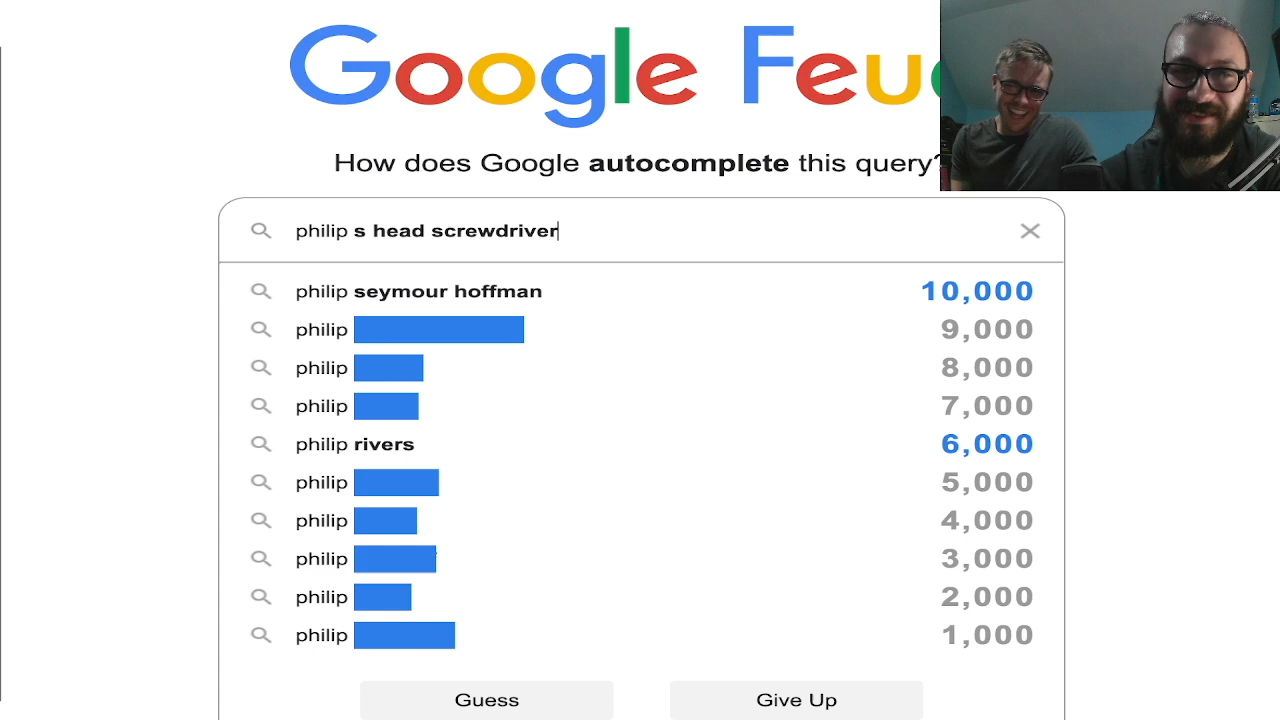 Google Feu
How does Google autocomplete this query?
philip s head screwdriver
philip seymour hoffman 10,000
philip 9,000
philip 8,000
philip 7,000
philip rivers 6,000
philip 5,000
philip 4,000
philip 3,000
philip 2,000
philip 1,000
Guess Give Up